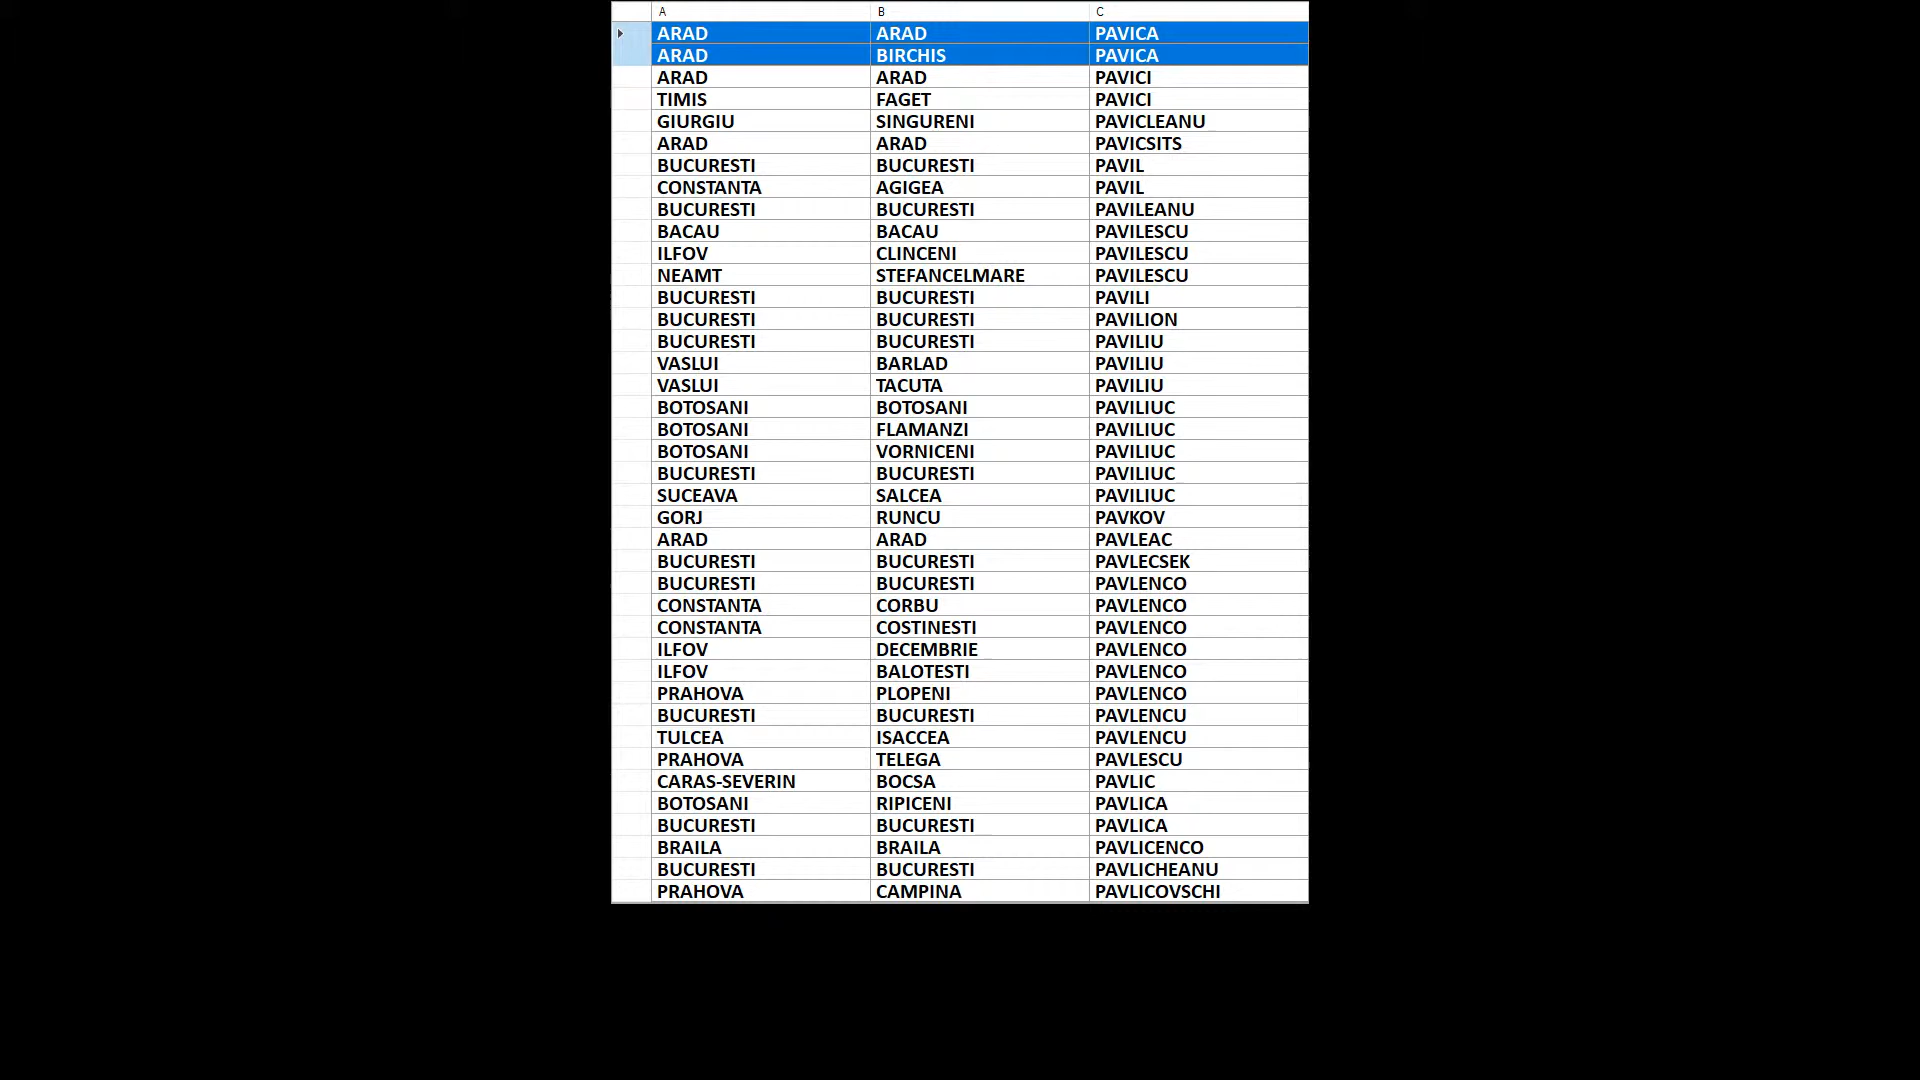 A B C
ARAD ARAD PAVICA
ARAD BIRCHIS PAVICA
ARAD ARAD PAVICI
TIMIS FAGET PAVICI
GIURGIU SINGURENI PAVICLEANU
ARAD ARAD PAVICSITS
BUCURESTI BUCURESTI PAVIL
CONSTANTA AGIGEA PAVIL
BUCURESTI BUCURESTI PAVILEANU
BACAU BACAU PAVILESCU
ILFOV CLINCENI PAVILESCU
NEAMT STEFANCELMARE PAVILESCU
BUCURESTI BUCURESTI PAVILI
BUCURESTI BUCURESTI PAVILION
BUCURESTI BUCURESTI PAVILIU
VASLUI BARLAD PAVILIU
VASLUI TACUTA PAVILIU
BOTOSANI BOTOSANI PAVILIUC
BOTOSANI FLAMANZI PAVILIUC
BOTOSANI VORNICENI PAVILIUC
BUCURESTI BUCURESTI PAVILIUC
SUCEAVA SALCEA PAVILIUC
GORJ RUNCU PAVKOV
ARAD ARAD PAVLEAC
BUCURESTI BUCURESTI PAVLECSEK
BUCURESTI BUCURESTI PAVLENCO
CONSTANTA CORBU PAVLENCO
CONSTANTA COSTINESTI PAVLENCO
ILFOV DECEMBRIE PAVLENCO
ILFOV BALOTESTI PAVLENCO
PRAHOVA PLOPENI PAVLENCO
BUCURESTI BUCURESTI PAVLENCU
TULCEA ISACCEA PAVLENCU
PRAHOVA TELEGA PAVLESCU
CARAS-SEVERIN BOCSA PAVLIC
BOTOSANI RIPICENI PAVLICA
BUCURESTI BUCURESTI PAVLICA
BRAILA BRAILA PAVLICENCO
BUCURESTI BUCURESTI PAVLICHEANU
PRAHOVA CAMPINA PAVLICOVSCHI